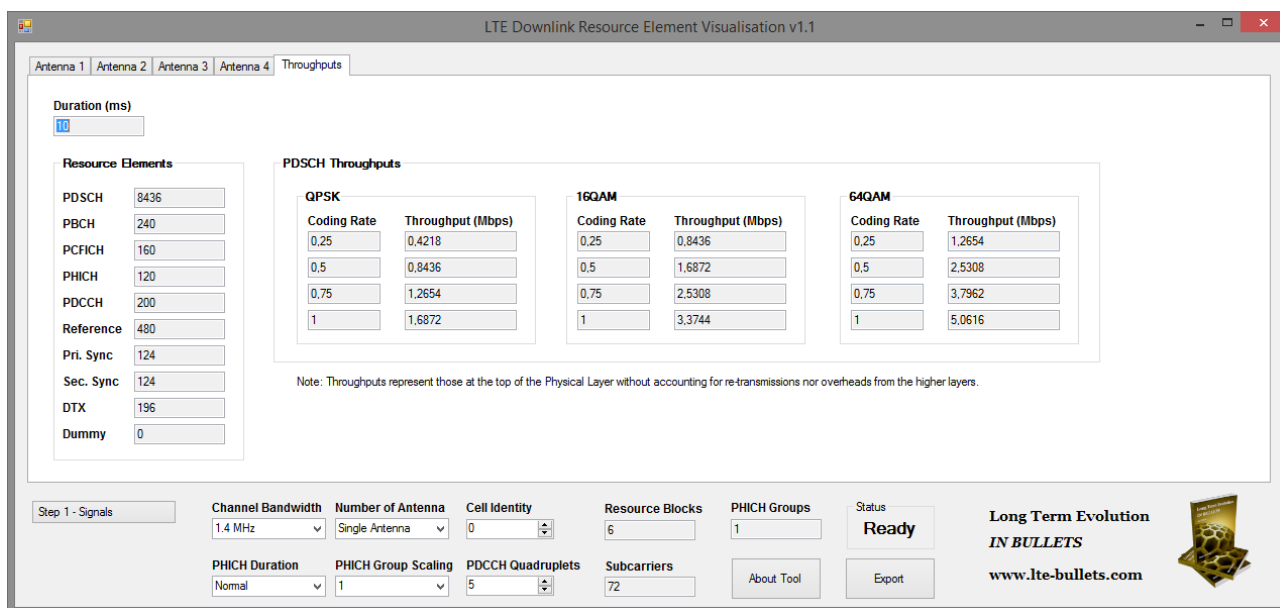 LTE Downlink Resource Element Visualisation v1.1
Antenna 1 Antenna 2 Antenna 3 Antenna 4 Throughputs
Duration (ms)
10
Resource Elements
PDSCH 8436
PBCH 240
PCFICH 160
PHICH 120
PDCCH 200
Reference 480
Pri. Sync 124
Sec. Sync 124
DTX 196
Dummy 0
PDSCH Throughputs
QPSK
Coding Rate Throughput (Mbps)
0,25 0,4218
0,5 0,8436
0,75 1,2654
1 1,6872
16QAM
Coding Rate Throughput (Mbps)
0,25 0,8436
0,5 1,6872
0,75 2,5308
1 3,3744
64QAM
Coding Rate Throughput (Mbps)
0,25 1,2654
0,5 2,5308
0,75 3,7962
1 5,0616
Note: Throughputs represent those at the top of the Physical Layer without accounting for re-transmissions nor overheads from the higher layers.
Step 1 - Signals
Channel Bandwidth
1.4 MHz
Number of Antenna
Single Antenna
Cell Identity
0
Resource Blocks
6
PHICH Groups
1
Status
Ready
PHICH Duration
Normal
PHICH Group Scaling
1
PDCCH Quadruplets
5
Subcarriers
72
About Tool
Export
Long Term Evolution
IN BULLETS
www.lte-bullets.com